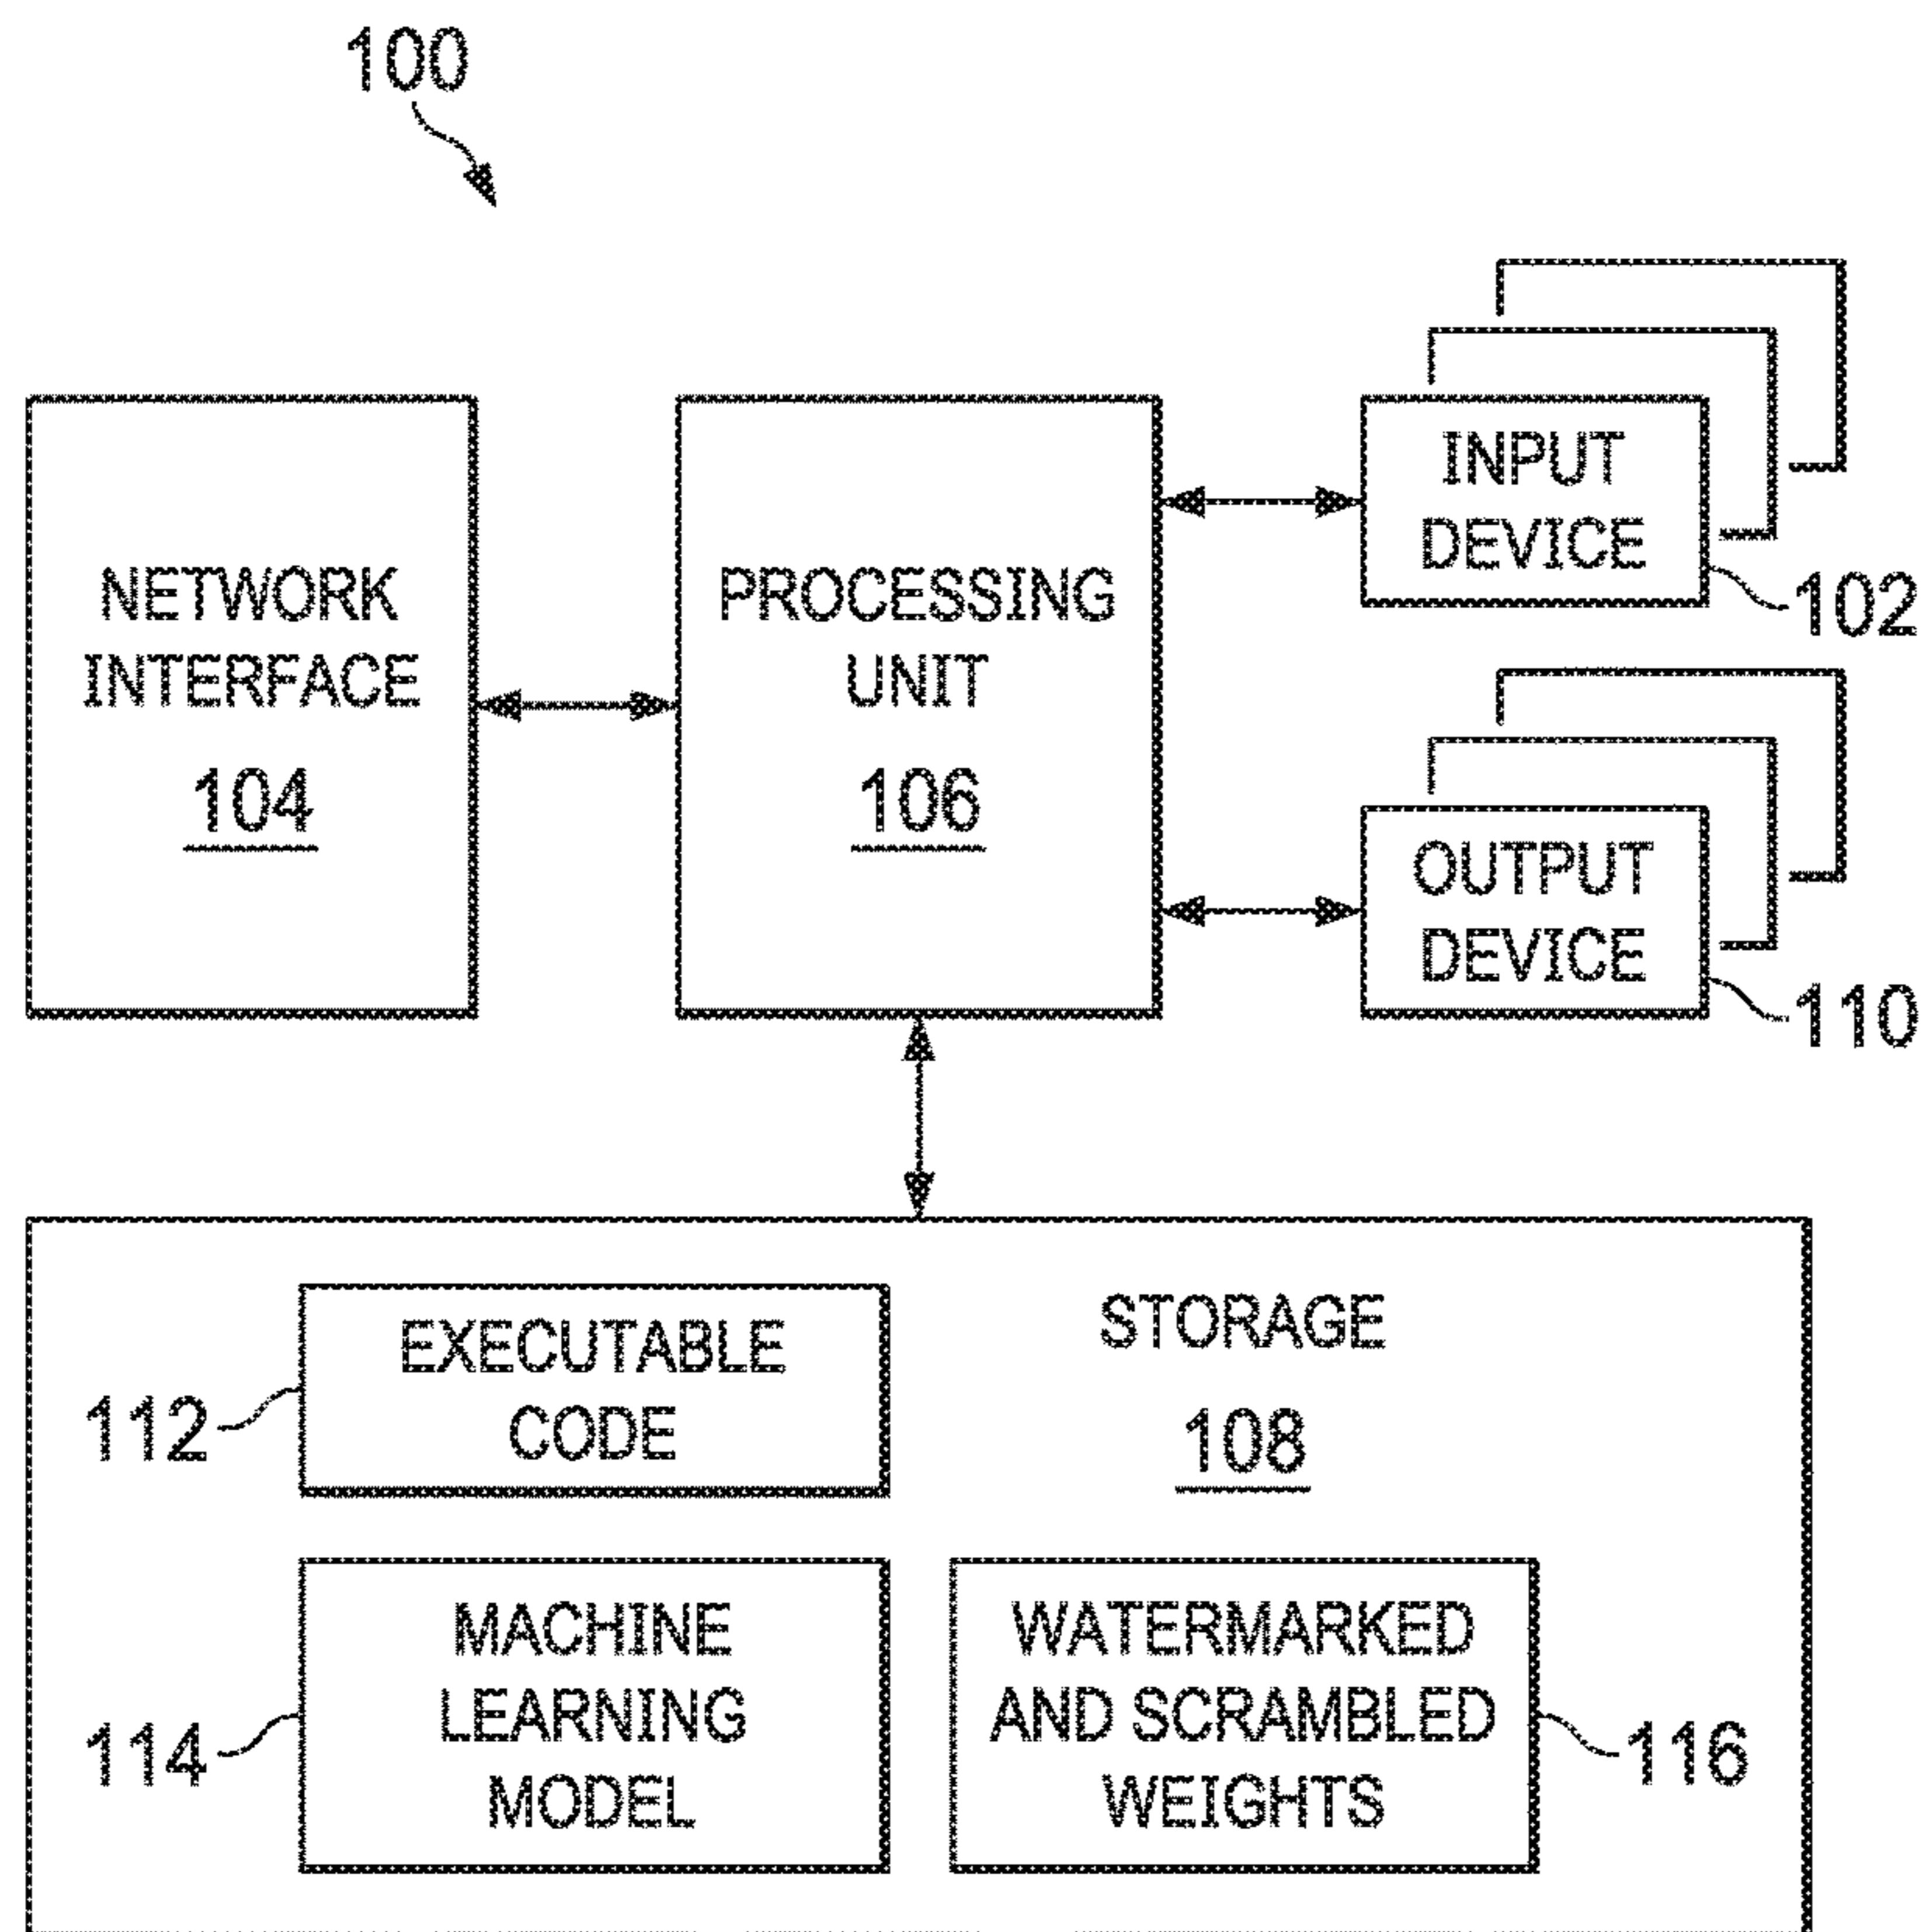 100
NETWORK
INTERFACE
104
PROCESSING
UNIT
106
INPUT
DEVICE
102
OUTPUT
DEVICE
110
EXECUTABLE
CODE
112
STORAGE
108
MACHINE
LEARNING
MODEL
114
WATERMARKED
AND SCRAMBLED
WEIGHTS
116